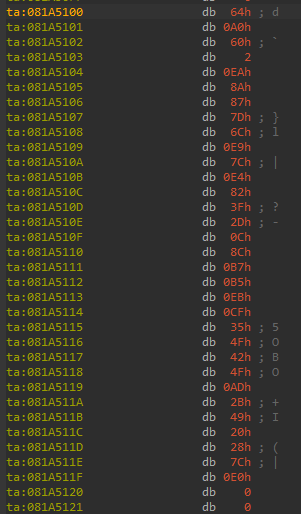 ta:081A5100 db 64h ; d
ta:081A5101 db 0A0h
ta:081A5102 db 60h ; `
ta:081A5103 db 2
ta:081A5104 db 0EAh
ta:081A5105 db 8Ah
ta:081A5106 db 87h
ta:081A5107 db 7Dh ; }
ta:081A5108 db 6Ch ; l
ta:081A5109 db 0E9h
ta:081A510A db 7Ch ; |
ta:081A510B db 0E4h
ta:081A510C db 82h
ta:081A510D db 3Fh ; ?
ta:081A510E db 2Dh ; -
ta:081A510F db 0Ch
ta:081A5110 db 8Ch
ta:081A5111 db 0B7h
ta:081A5112 db 0B5h
ta:081A5113 db 0EBh
ta:081A5114 db 0CFh
ta:081A5115 db 35h ; 5
ta:081A5116 db 4Fh ; O
ta:081A5117 db 42h ; B
ta:081A5118 db 4Fh ; O
ta:081A5119 db 0ADh
ta:081A511A db 2Bh ; +
ta:081A511B db 49h ; I
ta:081A511C db 20h
ta:081A511D db 28h ; (
ta:081A511E db 7Ch ; |
ta:081A511F db 0E0h
ta:081A5120 db 0
ta:081A5121 db 0